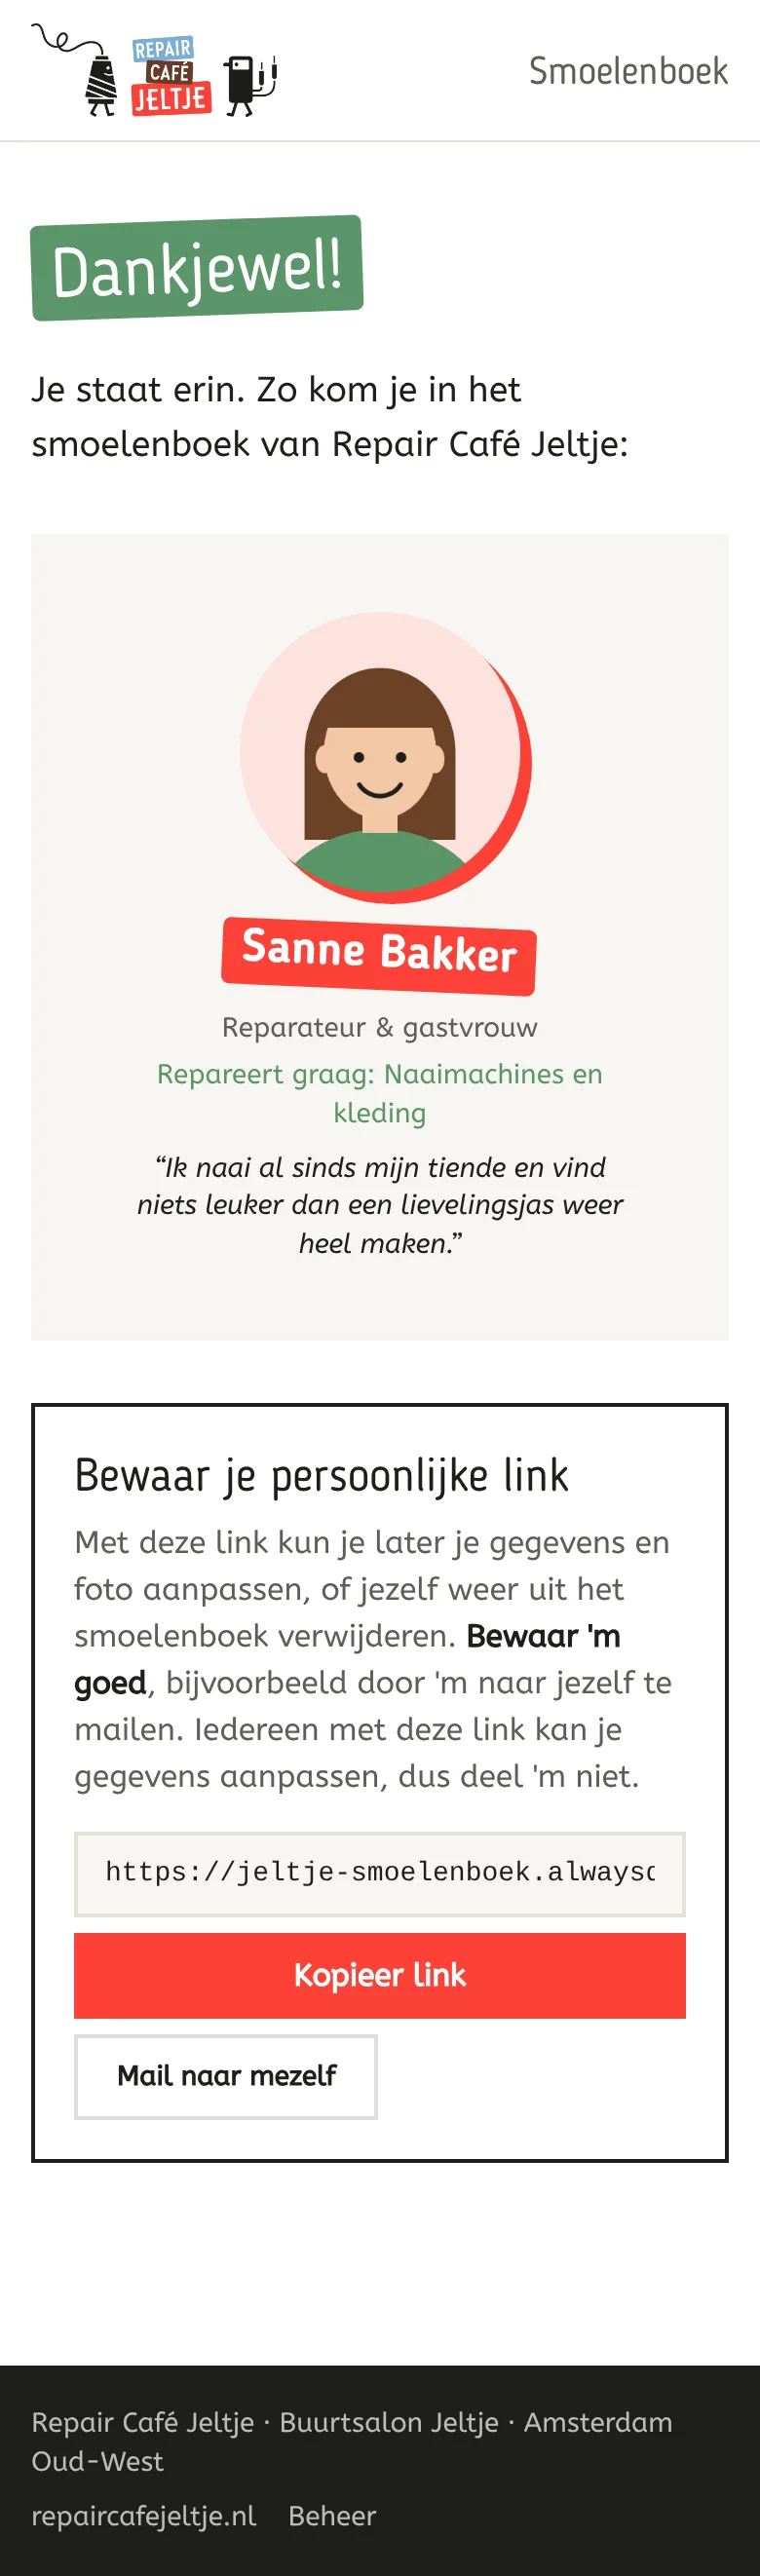 REPAIR
CAFÉ
JELTJE
Smoelenboek
Dankjewel!
Je staat erin. Zo kom je in het
smoelenboek van Repair Café Jeltje:
Sanne Bakker
Reparateur & gastvrouw
Repareert graag: Naaimachines en
kleding
“Ik naai al sinds mijn tiende en vind
niets leuker dan een lievelingsjas weer
heel maken.”
Bewaar je persoonlijke link
Met deze link kun je later je gegevens en
foto aanpassen, of jezelf weer uit het
smoelenboek verwijderen. Bewaar 'm
goed, bijvoorbeeld door 'm naar jezelf te
mailen. Iedereen met deze link kan je
gegevens aanpassen, dus deel 'm niet.
https://jeltje-smoelenboek.always
Kopieer link
Mail naar mezelf
Repair Café Jeltje · Buurtsalon Jeltje · Amsterdam
Oud-West
repaircafejeltje.nl Beheer